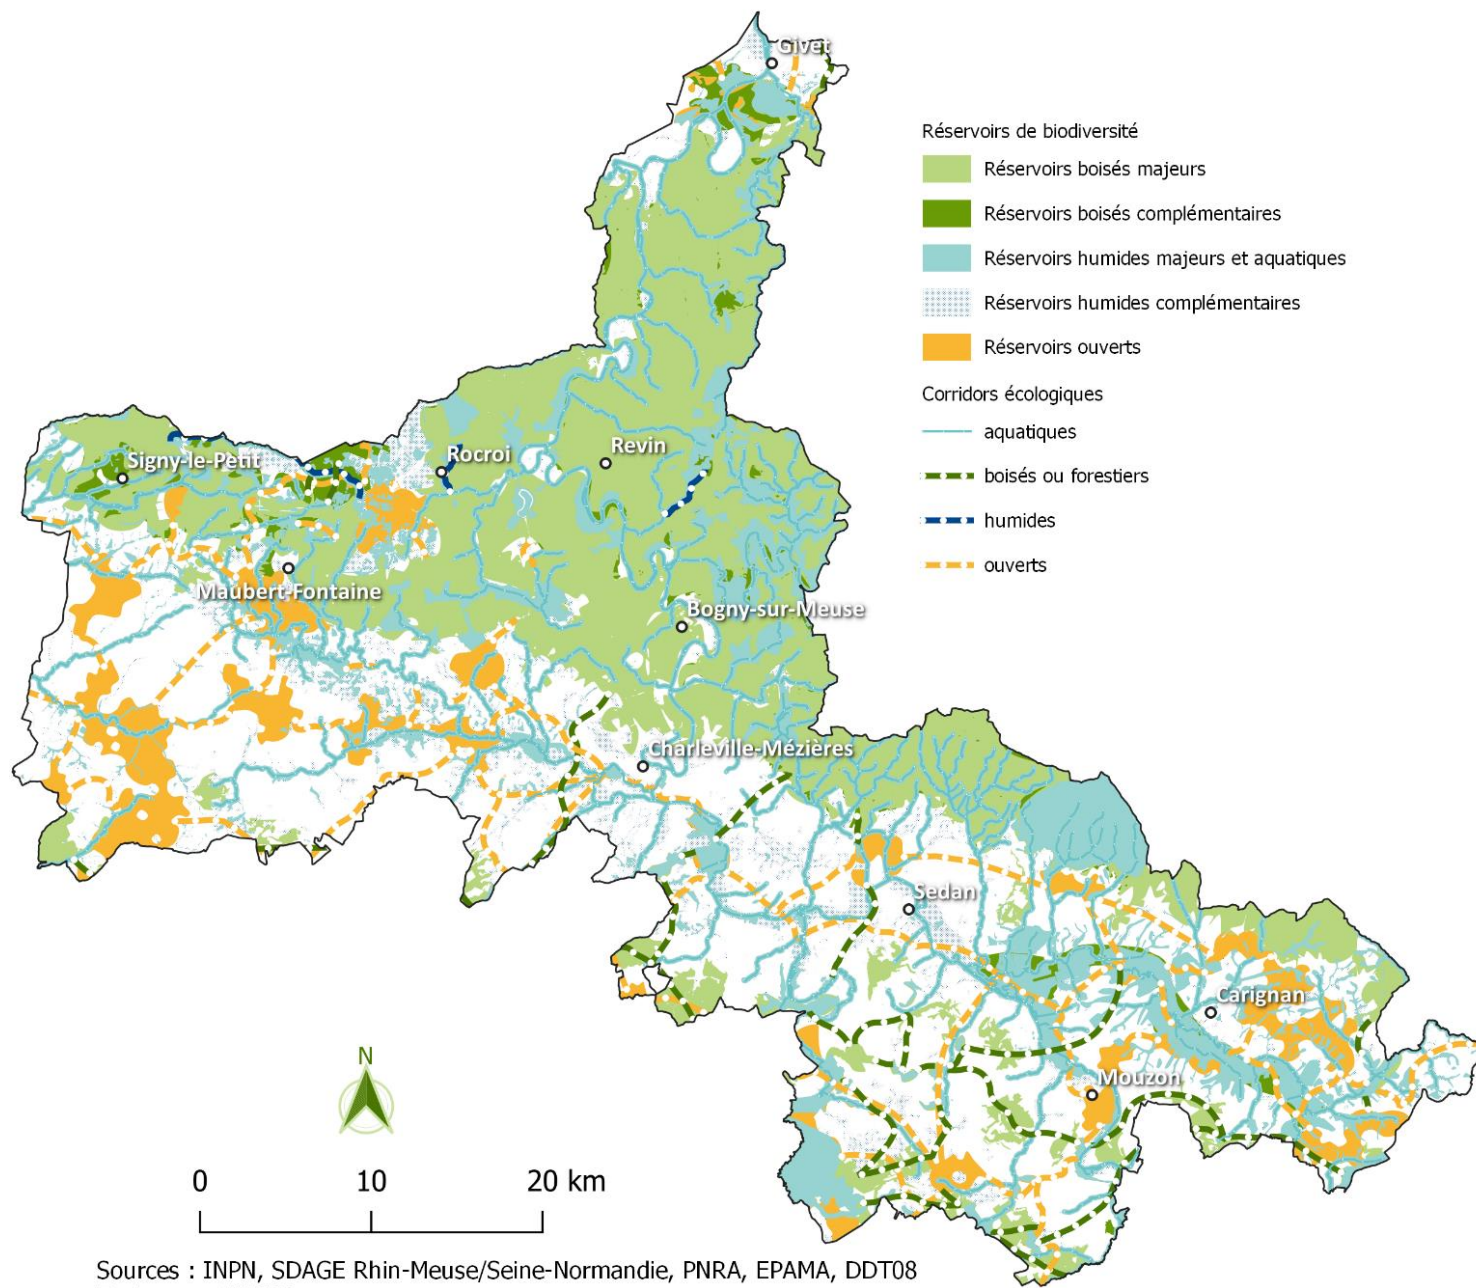 Givet
Réservoirs de biodiversité
Réservoirs boisés majeurs
Réservoirs boisés complémentaires
Réservoirs humides majeurs et aquatiques
Réservoirs humides complémentaires
Réservoirs ouverts
Corridors écologiques
aquatiques
boisés ou forestiers
humides
ouverts
Signy-le-Petit
Rocroi
Revin
Maubert-Fontaine
Bogny-sur-Meuse
Charleville-Mézières
Sedan
Carignan
Mouzon
N
0 10 20 km
Sources : INPN, SDAGE Rhin-Meuse/Seine-Normandie, PNRA, EPAMA, DDT08